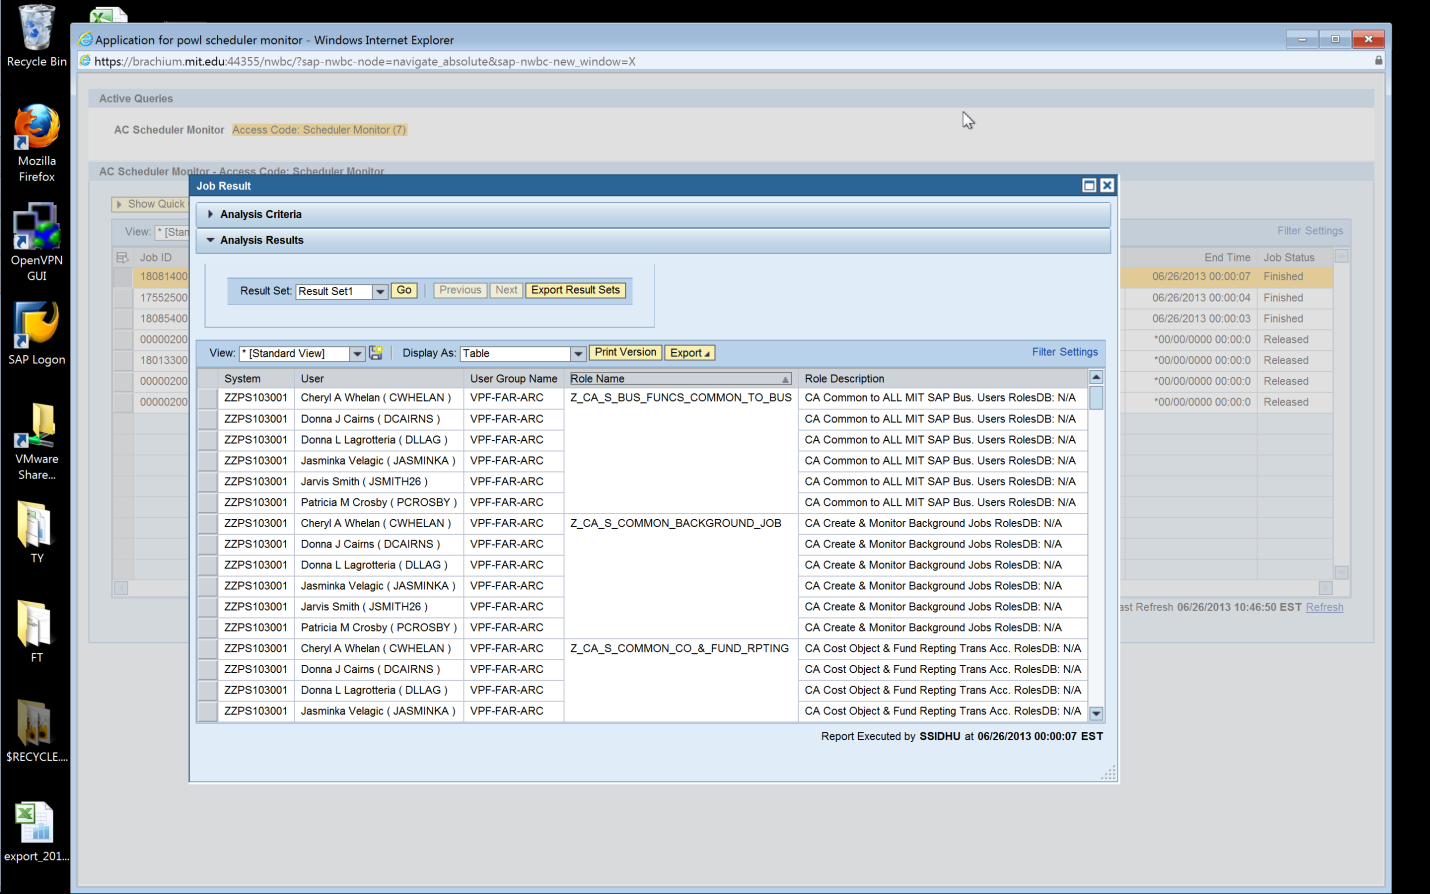 Recycle Bin
Mozilla
Firefox
OpenVPN
GUI
SAP Logon
VMware
Share...
TY
FT
$RECYCLE....
export_201...
Application for powl scheduler monitor - Windows Internet Explorer
https://brachium.mit.edu:44355/nwbc/?sap-nwbc-node=navigate_absolute&sap-nwbc-new_window=X
Active Queries
AC Scheduler Monitor Access Code: Scheduler Monitor (7)
AC Scheduler Monitor - Access Code: Scheduler Monitor
Show Quick
View: * [Stan
Filter Settings
Job ID End Time Job Status
18081400 06/26/2013 00:00:07 Finished
17552500 06/26/2013 00:00:04 Finished
18085400 06/26/2013 00:00:03 Finished
00000200 *00/00/0000 00:00:0 Released
18013300 *00/00/0000 00:00:0 Released
00000200 *00/00/0000 00:00:0 Released
00000200 *00/00/0000 00:00:0 Released
ast Refresh 06/26/2013 10:46:50 EST Refresh
Job Result
Analysis Criteria
Analysis Results
Result Set: Result Set1 Go Previous Next Export Result Sets
View: * [Standard View] Display As: Table Print Version Export Filter Settings
System User User Group Name Role Name Role Description
ZZPS103001 Cheryl A Whelan ( CWHELAN ) VPF-FAR-ARC Z_CA_S_BUS_FUNCS_COMMON_TO_BUS CA Common to ALL MIT SAP Bus. Users RolesDB: N/A
ZZPS103001 Donna J Cairns ( DCAIRNS ) VPF-FAR-ARC CA Common to ALL MIT SAP Bus. Users RolesDB: N/A
ZZPS103001 Donna L Lagrotteria ( DLLAG ) VPF-FAR-ARC CA Common to ALL MIT SAP Bus. Users RolesDB: N/A
ZZPS103001 Jasminka Velagic ( JASMINKA ) VPF-FAR-ARC CA Common to ALL MIT SAP Bus. Users RolesDB: N/A
ZZPS103001 Jarvis Smith ( JSMITH26 ) VPF-FAR-ARC CA Common to ALL MIT SAP Bus. Users RolesDB: N/A
ZZPS103001 Patricia M Crosby ( PCROSBY ) VPF-FAR-ARC CA Common to ALL MIT SAP Bus. Users RolesDB: N/A
ZZPS103001 Cheryl A Whelan ( CWHELAN ) VPF-FAR-ARC Z_CA_S_COMMON_BACKGROUND_JOB CA Create & Monitor Background Jobs RolesDB: N/A
ZZPS103001 Donna J Cairns ( DCAIRNS ) VPF-FAR-ARC CA Create & Monitor Background Jobs RolesDB: N/A
ZZPS103001 Donna L Lagrotteria ( DLLAG ) VPF-FAR-ARC CA Create & Monitor Background Jobs RolesDB: N/A
ZZPS103001 Jasminka Velagic ( JASMINKA ) VPF-FAR-ARC CA Create & Monitor Background Jobs RolesDB: N/A
ZZPS103001 Jarvis Smith ( JSMITH26 ) VPF-FAR-ARC CA Create & Monitor Background Jobs RolesDB: N/A
ZZPS103001 Patricia M Crosby ( PCROSBY ) VPF-FAR-ARC CA Create & Monitor Background Jobs RolesDB: N/A
ZZPS103001 Cheryl A Whelan ( CWHELAN ) VPF-FAR-ARC Z_CA_S_COMMON_CO_&_FUND_RPTING CA Cost Object & Fund Repting Trans Acc. RolesDB: N/A
ZZPS103001 Donna J Cairns ( DCAIRNS ) VPF-FAR-ARC CA Cost Object & Fund Repting Trans Acc. RolesDB: N/A
ZZPS103001 Donna L Lagrotteria ( DLLAG ) VPF-FAR-ARC CA Cost Object & Fund Repting Trans Acc. RolesDB: N/A
ZZPS103001 Jasminka Velagic ( JASMINKA ) VPF-FAR-ARC CA Cost Object & Fund Repting Trans Acc. RolesDB: N/A
Report Executed by SSIDHU at 06/26/2013 00:00:07 EST